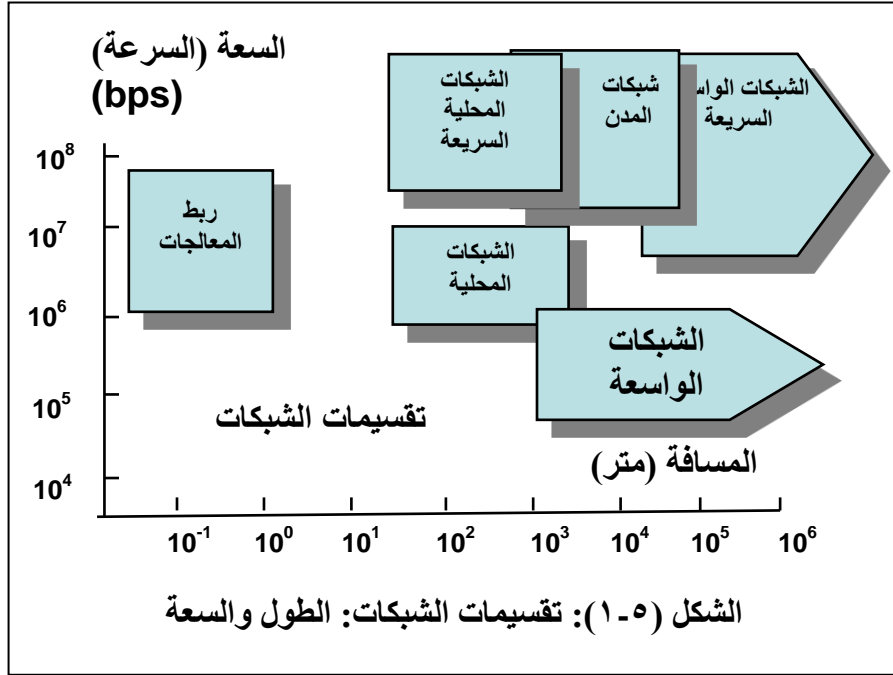 السعة (السرعة)
(bps)
الشبكات
المحلية
السريعة
شبكات
المدن
الشبكات
السريعة
ربط
المعالجات
الشبكات
المحلية
الشبكات
الواسعة
10⁸
10⁷
10⁶
10⁵
10⁴
تقسيمات الشبكات
المسافة (متر)
10⁻¹ 10⁰ 10¹ 10² 10³ 10⁴ 10⁵ 10⁶
الشكل (٥-١): تقسيمات الشبكات: الطول والسعة